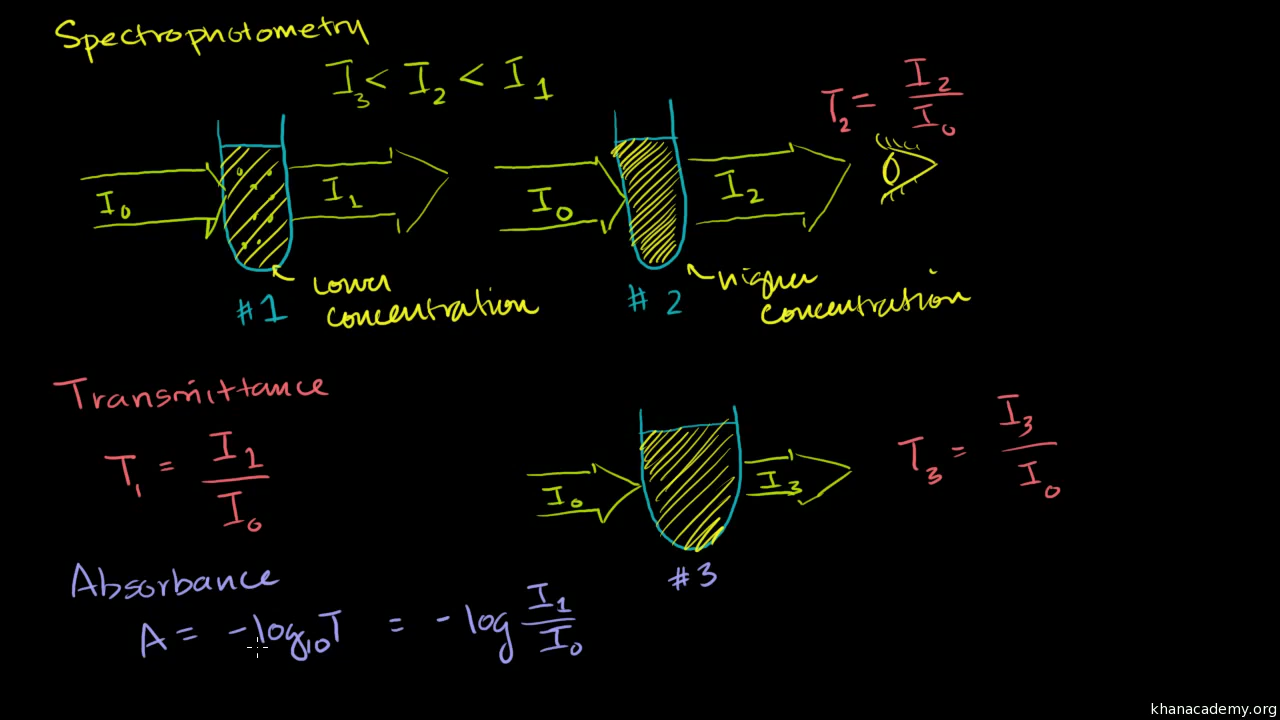 Spectrophotometry
I₃ < I₂ < I₁
T₂ = I₂/I₀
I₀
I₁
I₀
I₂
#1
Lower
concentration
#2
higher
concentration
Transmittance
T₁ = I₁/I₀
I₀
I₃
T₃ = I₃/I₀
#3
Absorbance
A = -log₁₀T = -log I₁/I₀
khanacademy.org